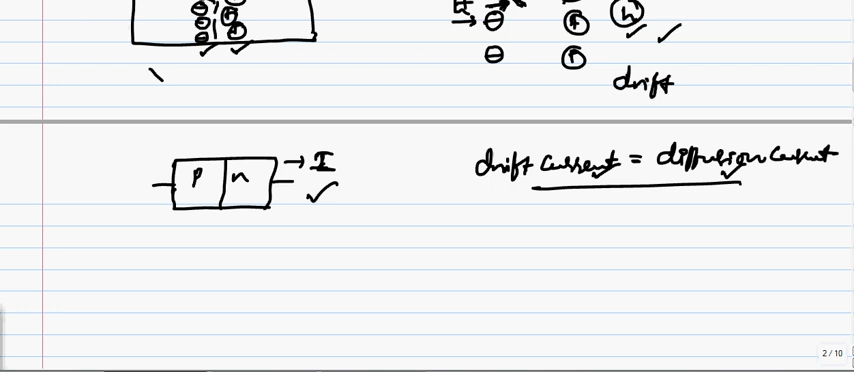 drift
p n → I
drift current = diffusion current
2 / 10